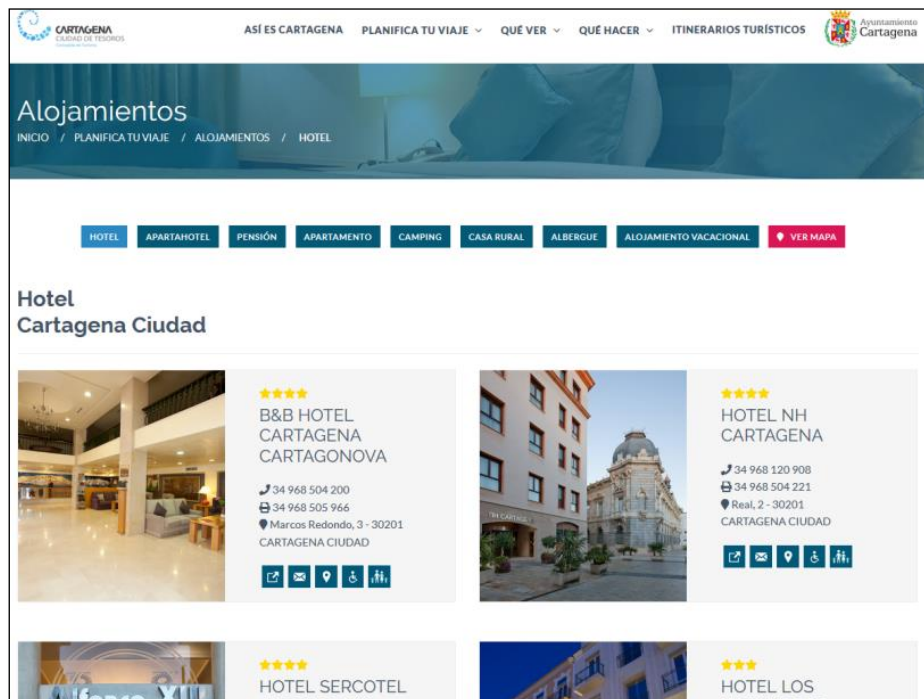 CARTAGENA
CIUDAD DE TESOROS
ASÍ ES CARTAGENA
PLANIFICA TU VIAJE
QUÉ VER
QUÉ HACER
ITINERARIOS TURÍSTICOS
Ayuntamiento
Cartagena
Alojamientos
INICIO / PLANIFICA TU VIAJE / ALOJAMIENTOS / HOTEL
HOTEL
APARTAHOTEL
PENSIÓN
APARTAMENTO
CAMPING
CASA RURAL
ALBERGUE
ALOJAMIENTO VACACIONAL
VER MAPA
Hotel
Cartagena Ciudad
B&B HOTEL
CARTAGENA
CARTAGONOVA
34 968 504 200
34 968 505 966
Marcos Redondo, 3 - 30201
CARTAGENA CIUDAD
NH CARTAGENA
HOTEL NH
CARTAGENA
34 968 120 908
34 968 504 221
Real, 2 - 30201
CARTAGENA CIUDAD
Alfonso XIII
HOTEL SERCOTEL
HOTEL LOS